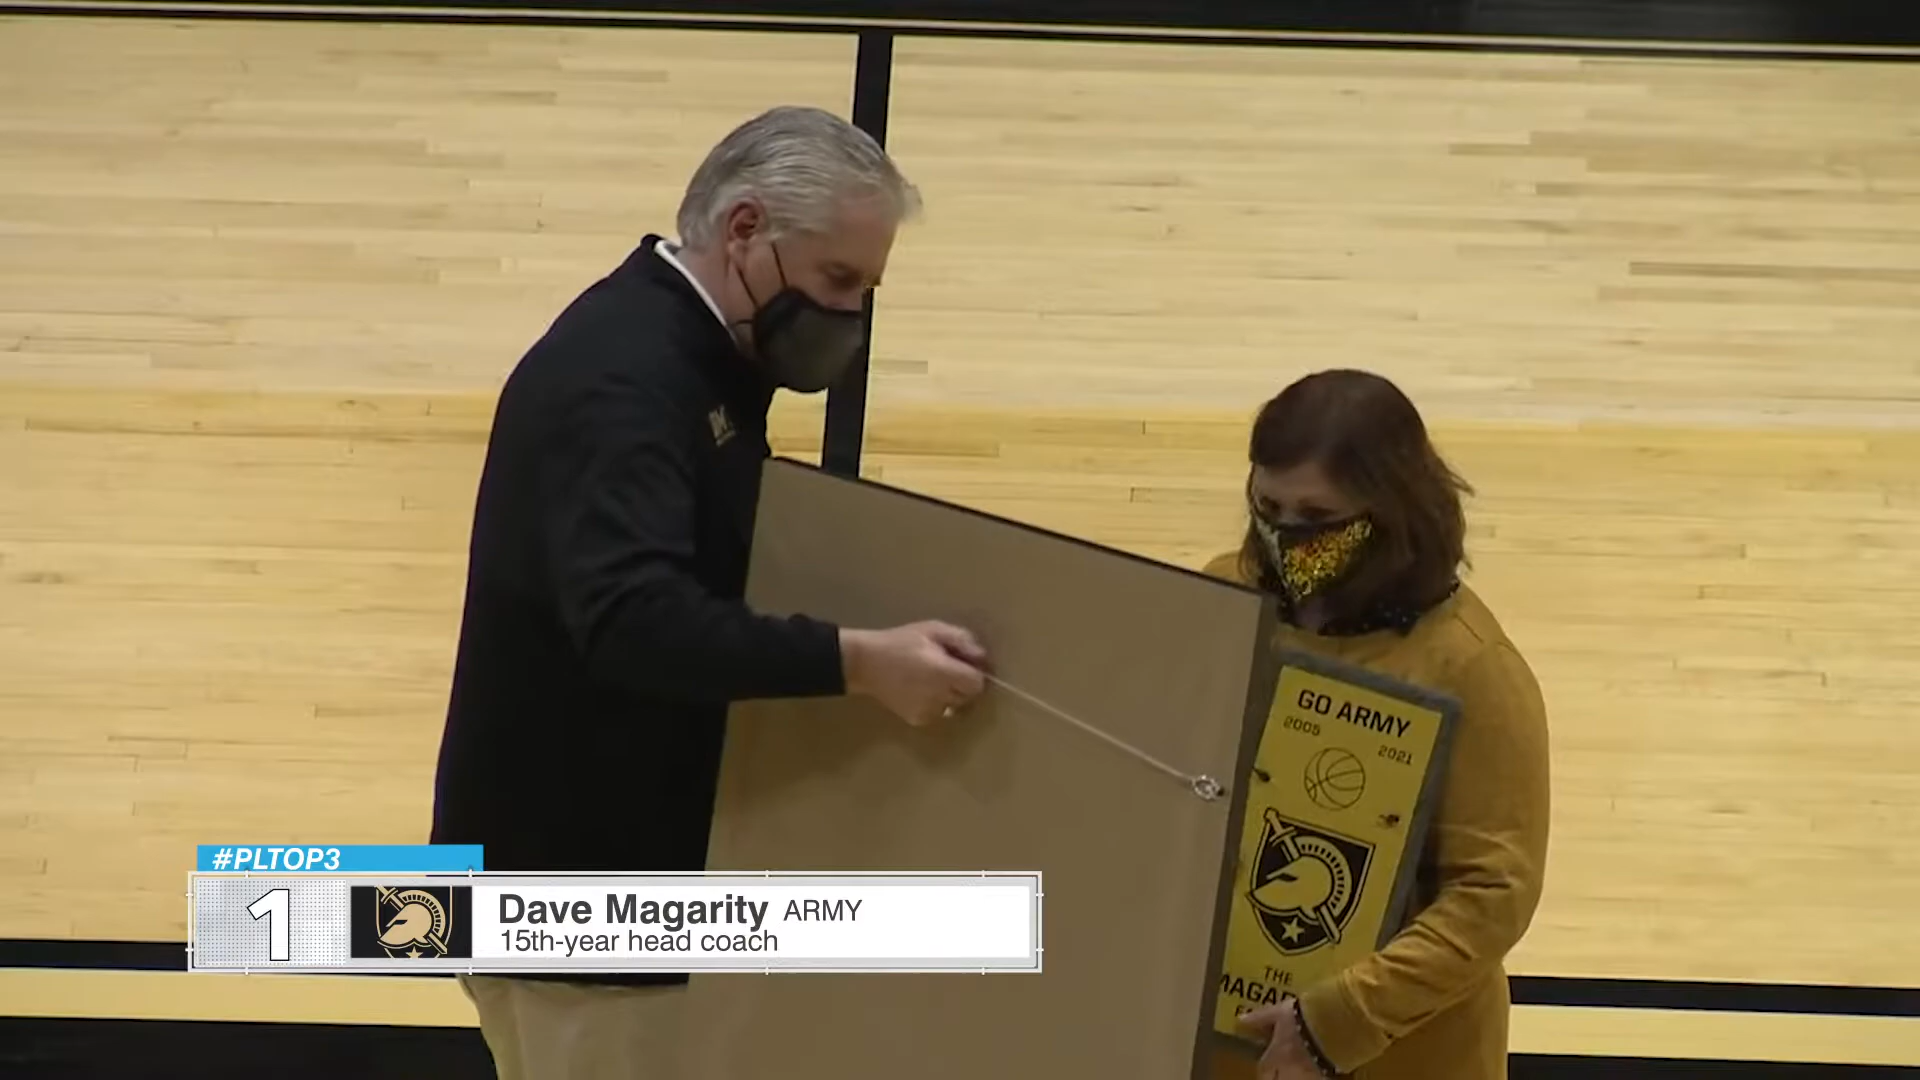 GO ARMY
2005
2021
THE
#PLTOP3
1
Dave Magarity ARMY
15th-year head coach